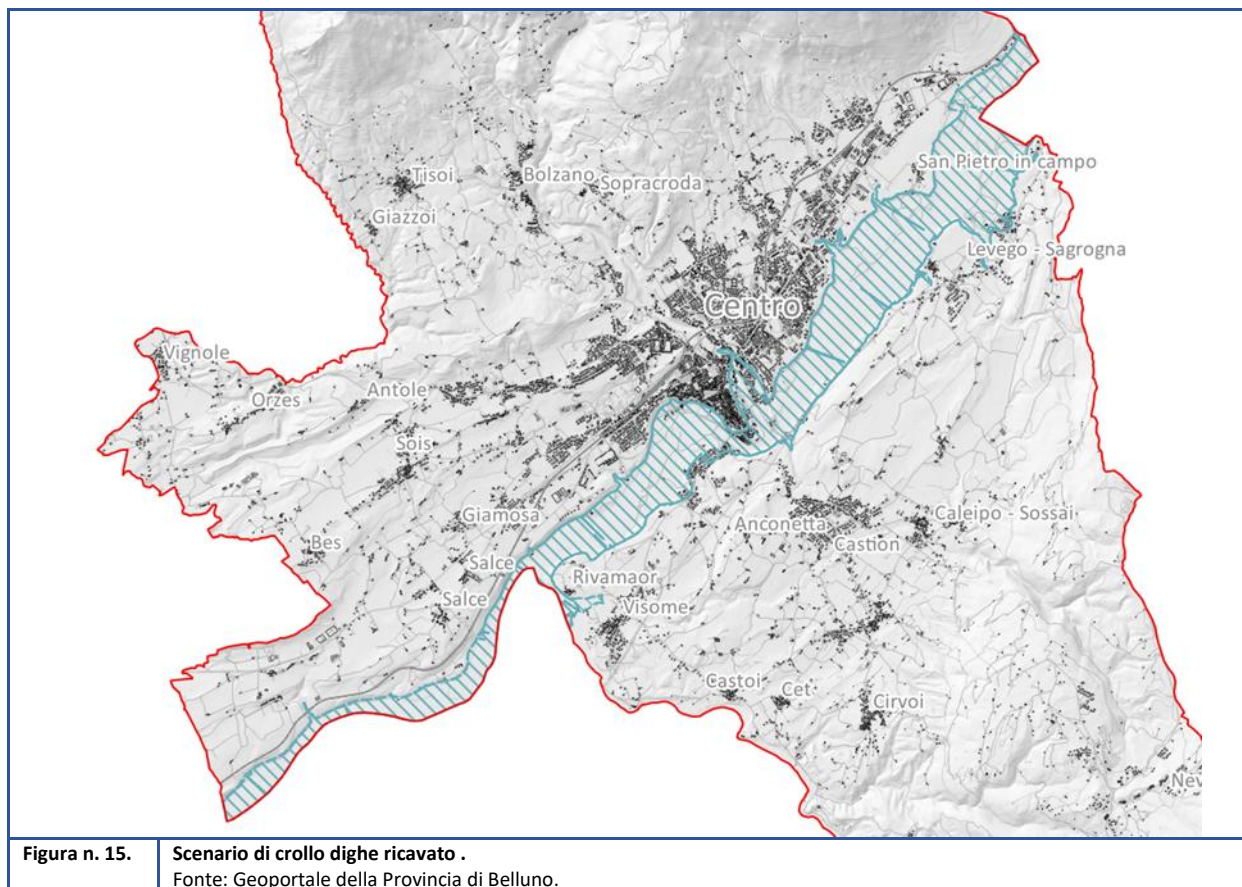 San Pietro in campo
Tisoi
Bolzano
Sopracroda
Giazzoi
Levego - Sagrogna
Centro
Vignole
Orzes
Antole
Sois
Giamosa
Anconetta
Caleipo - Sossai
Castion
Bes
Salce
Rivamaor
Salce
Visome
Castoi
Cet
Cirvoi
Nev
Figura n. 15.
Scenario di crollo dighe ricavato .
Fonte: Geoportale della Provincia di Belluno.